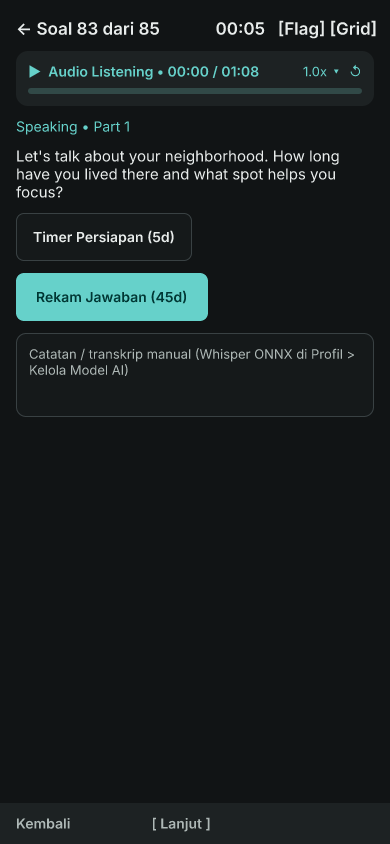 ← Soal 83 dari 85 00:05 [Flag] [Grid]
▶ Audio Listening • 00:00 / 01:08 1.0x ▾ ↺
Speaking • Part 1
Let's talk about your neighborhood. How long
have you lived there and what spot helps you
focus?
Timer Persiapan (5d)
Rekam Jawaban (45d)
Catatan / transkrip manual (Whisper ONNX di Profil >
Kelola Model AI)
Kembali [ Lanjut ]